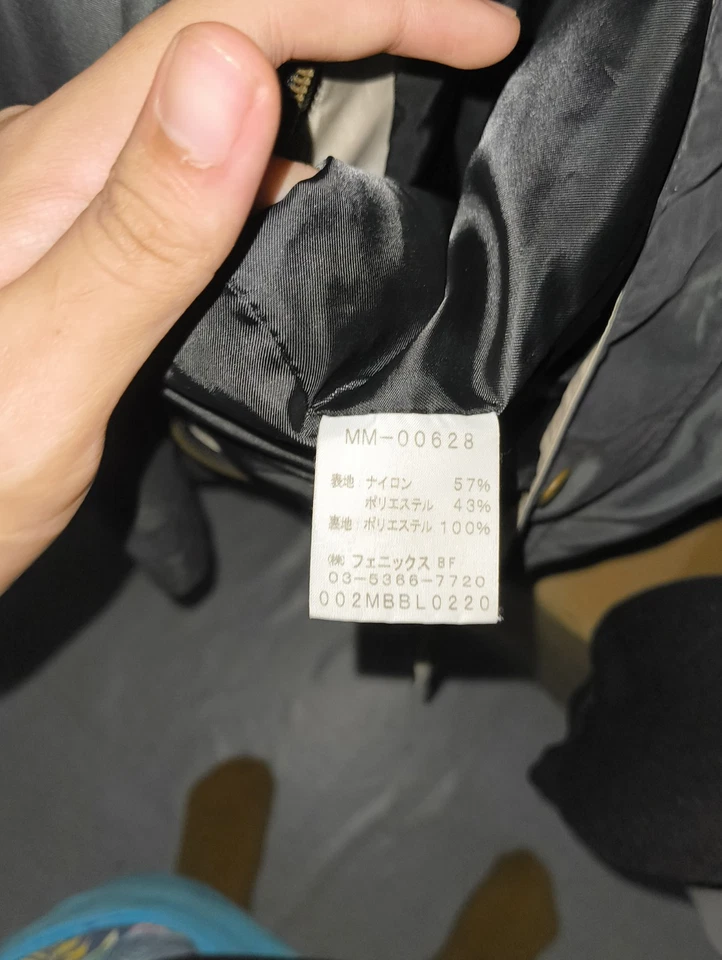 MM-00628
表地 ナイロン 57%
ポリエステル 43%
裏地 ポリエステル 100%
㈱ フェニックス BF
03-5366-7720
002MBBL0220